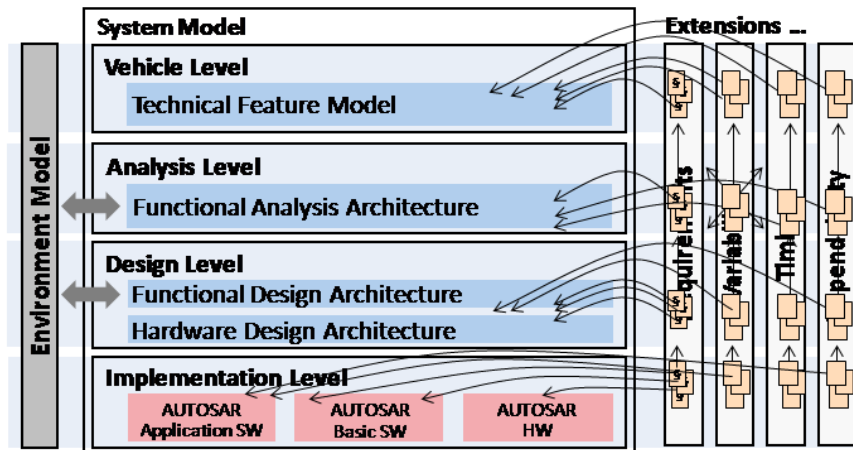 System Model
Extensions ...
Vehicle Level
Technical Feature Model
Analysis Level
Functional Analysis Architecture
Design Level
Functional Design Architecture
Hardware Design Architecture
Implementation Level
AUTOSAR
Application SW
AUTOSAR
Basic SW
AUTOSAR
HW
Environment Model